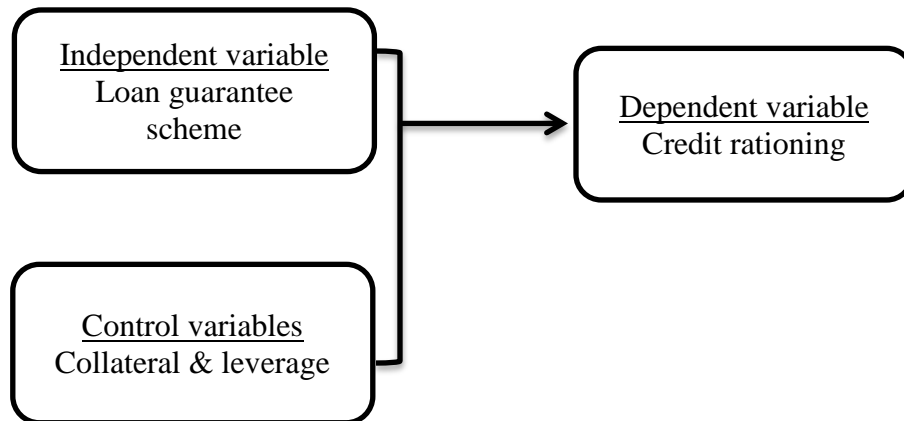 Independent variable
Loan guarantee
scheme
Dependent variable
Credit rationing
Control variables
Collateral & leverage